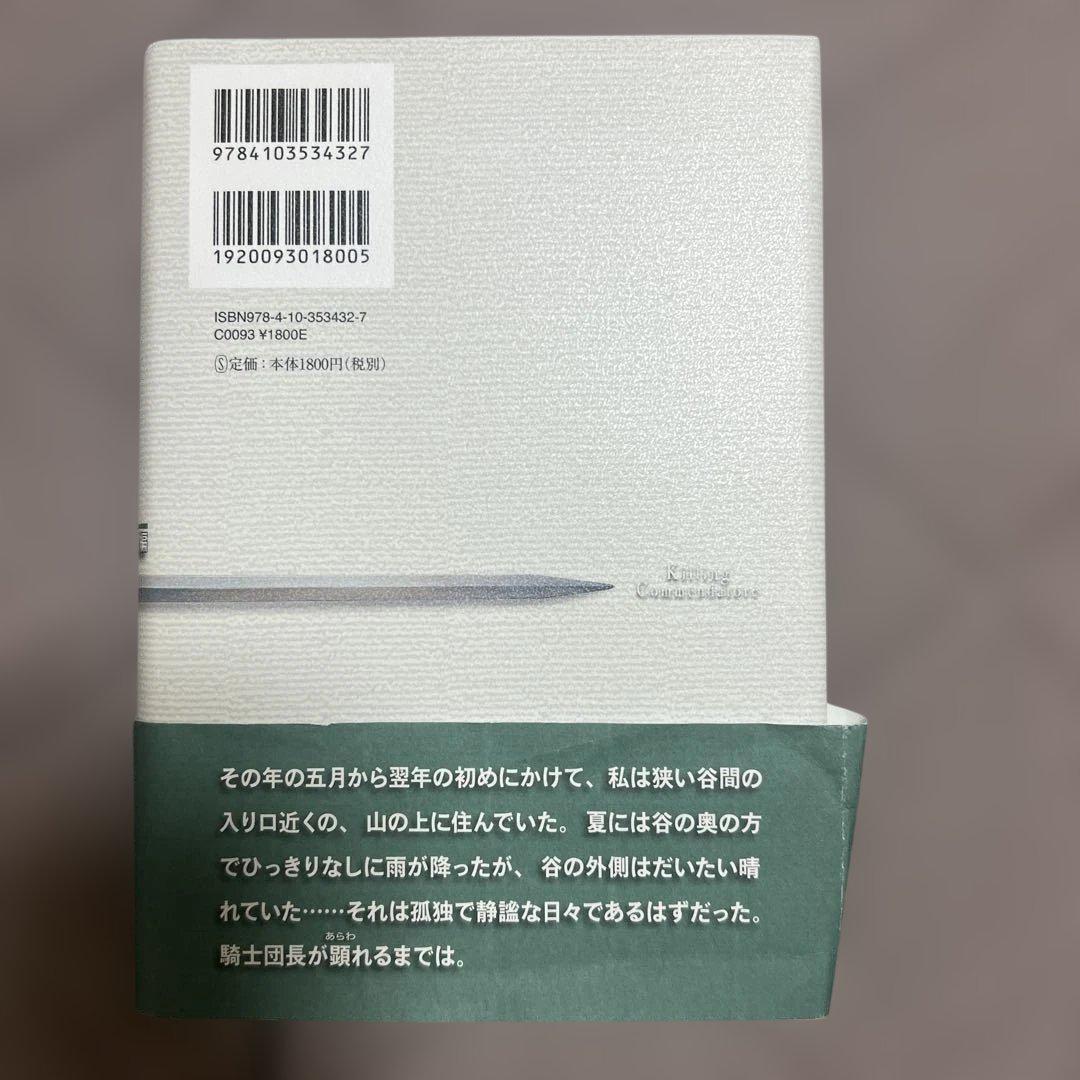 9784103534327
1920093018005
ISBN978-4-10-353432-7
C0093 ¥1800E
Ⓢ定価：本体1800円（税別）
Killing
Commendatore
その年の五月から翌年の初めにかけて、私は狭い谷間の
入り口近くの、山の上に住んでいた。夏には谷の奥の方
でひっきりなしに雨が降ったが、谷の外側はだいたい晴
れていた……それは孤独で静謐な日々であるはずだった。
あらわ
騎士団長が顕れるまでは。